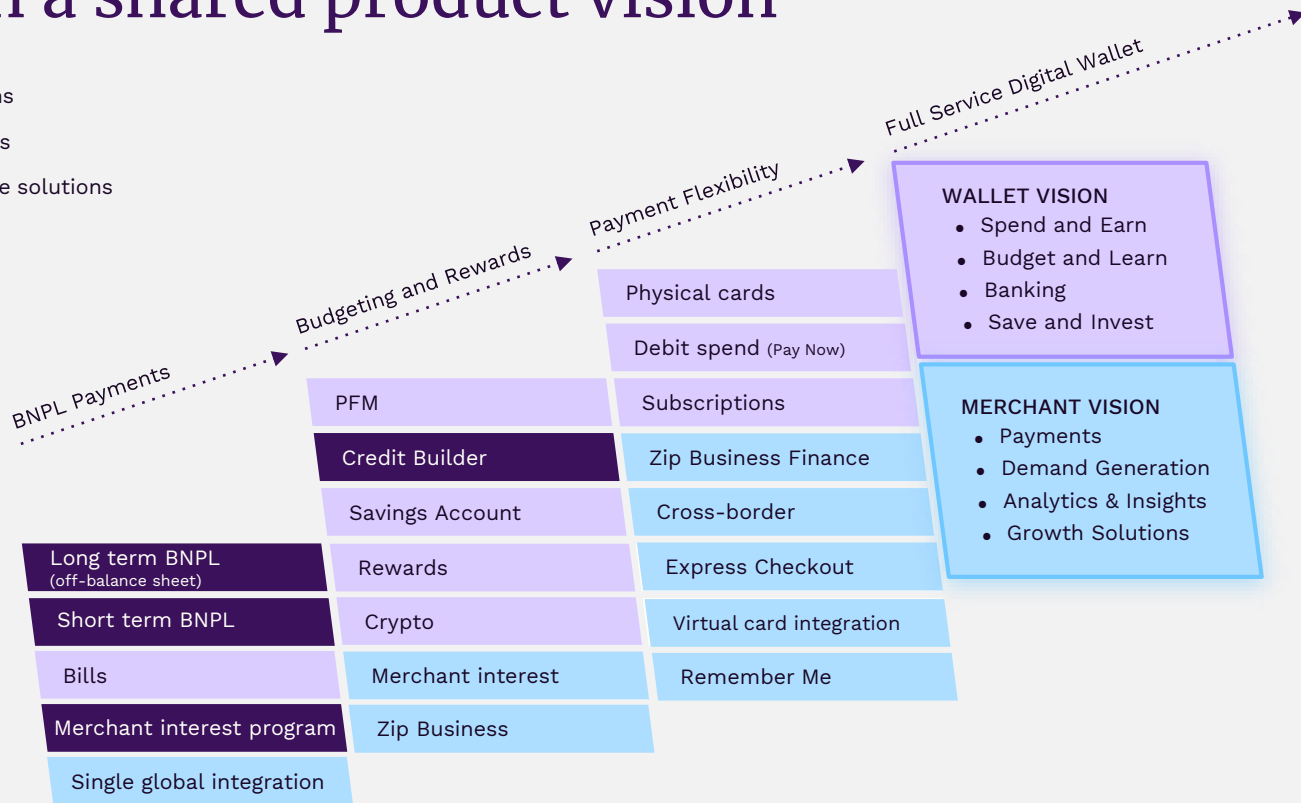 a shared product vision
e solutions
Full Service Digital Wallet
Payment Flexibility
Budgeting and Rewards
BNPL Payments
WALLET VISION
• Spend and Earn
• Budget and Learn
• Banking
• Save and Invest
MERCHANT VISION
• Payments
• Demand Generation
• Analytics & Insights
• Growth Solutions
Physical cards
Debit spend (Pay Now)
Subscriptions
Zip Business Finance
Cross-border
Express Checkout
Virtual card integration
Remember Me
PFM
Credit Builder
Savings Account
Rewards
Crypto
Merchant interest
Zip Business
Long term BNPL
(off-balance sheet)
Short term BNPL
Bills
Merchant interest program
Single global integration